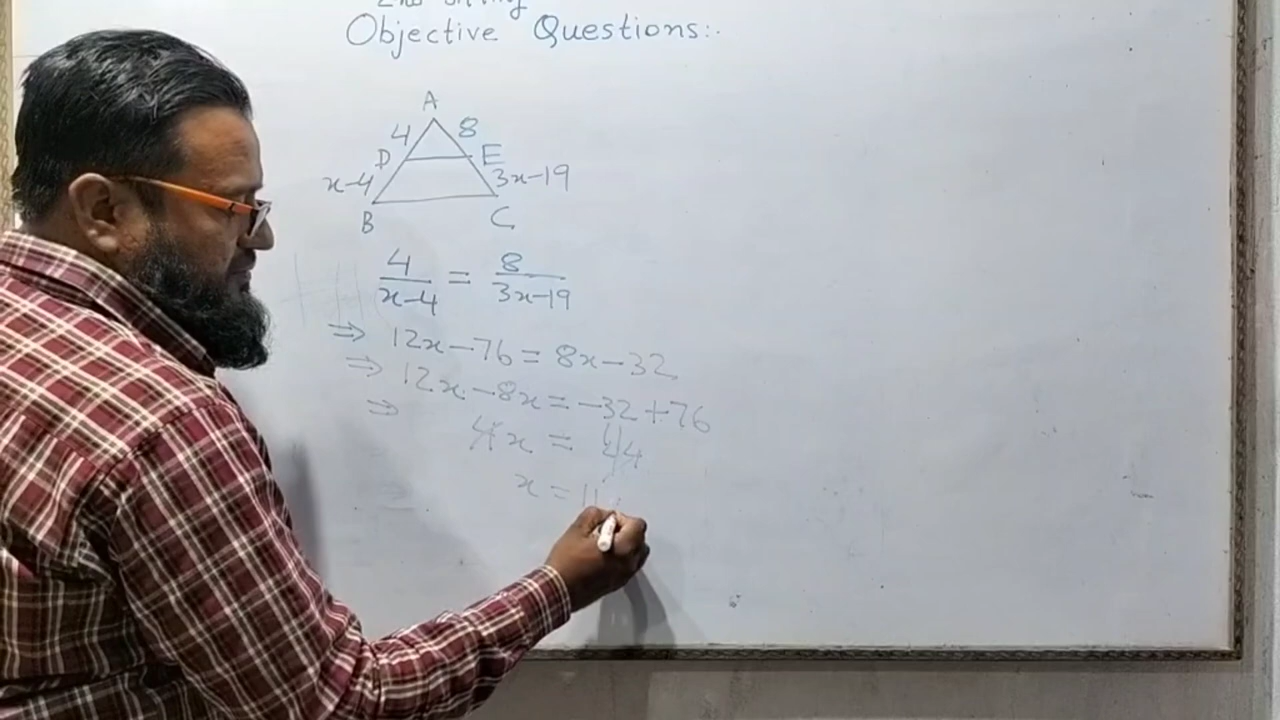 Objective Questions:.
A
4 8
D E
x-4 3x-19
B C
4/(x-4) = 8/(3x-19)
⇒ 12x-76=8x-32
⇒ 12x-8x=-32+76
⇒ 4x = 44
x=11